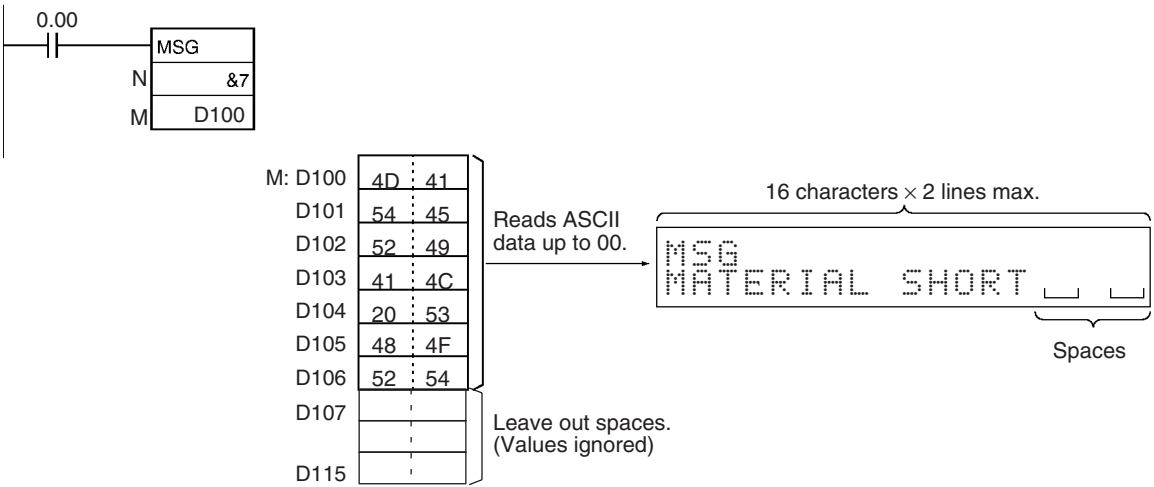 0.00
MSG
N &7
M D100
M: D100 4D 41
D101 54 45
D102 52 49
D103 41 4C
D104 20 53
D105 48 4F
D106 52 54
D107
D115
Reads ASCII
data up to 00.
Leave out spaces.
(Values ignored)
16 characters × 2 lines max.
MSG
MATERIAL SHORT
Spaces